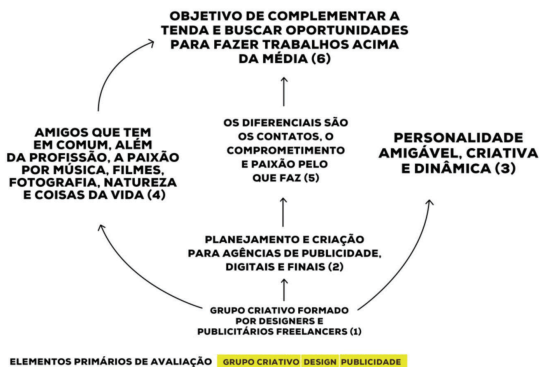 OBJETIVO DE COMPLEMENTAR A
TENDA E BUSCAR OPORTUNIDADES
PARA FAZER TRABALHOS ACIMA
DA MÉDIA (6)
OS DIFERENCIAIS SÃO
OS CONTATOS, O
COMPROMETIMENTO
E PAIXÃO PELO
QUE FAZ (5)
AMIGOS QUE TEM
EM COMUM, ALÉM
DA PROFISSÃO, A PAIXÃO
POR MÚSICA, FILMES,
FOTOGRAFIA, NATUREZA
E COISAS DA VIDA (4)
PERSONALIDADE
AMIGÁVEL, CRIATIVA
E DINÂMICA (3)
PLANEJAMENTO E CRIAÇÃO
PARA AGÊNCIAS DE PUBLICIDADE,
DIGITAIS E FINAIS (2)
GRUPO CRIATIVO FORMADO
POR DESIGNERS E
PUBLICITÁRIOS FREELANCERS (1)
ELEMENTOS PRIMÁRIOS DE AVALIAÇÃO GRUPO CRIATIVO DESIGN PUBLICIDADE